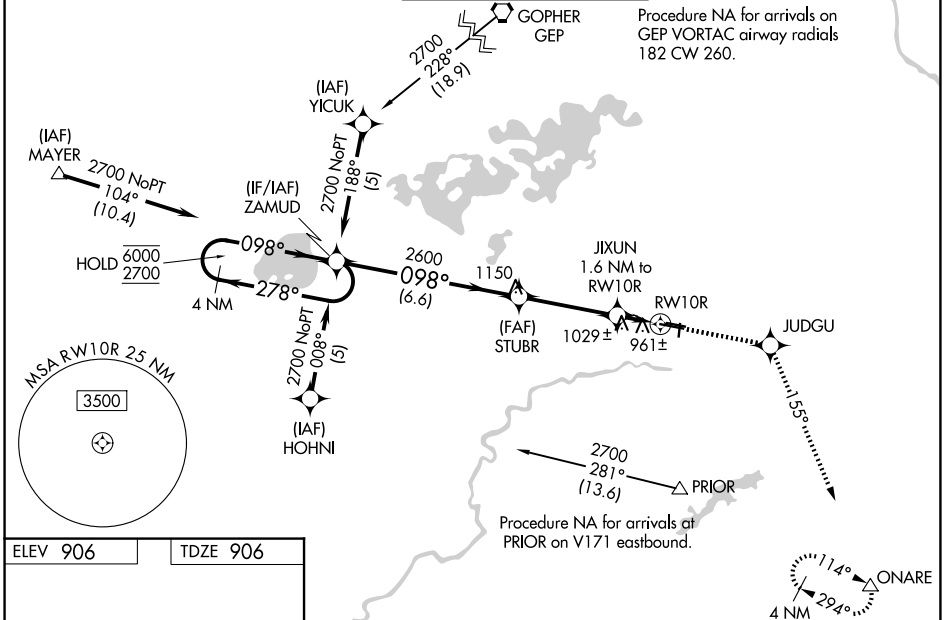 GOPHER
GEP
Procedure NA for arrivals on
GEP VORTAC airway radials
182 CW 260.
2700
228°
(18.9)
(IAF)
YICUK
(IAF)
MAYER
2700 NoPT
104°
(10.4)
2700 NoPT
188°
(5)
(IF/IAF)
ZAMUD
HOLD 6000
2700
098°
278°
4 NM
2600
098°
(6.6)
1150
(FAF)
STUBR
JIXUN
1.6 NM to
RW10R
RW10R
1029±
961±
JUDGU
155°
2700 NoPT
008°
(5)
(IAF)
HOHNI
MSA RW10R 25 NM
3500
2700
281°
(13.6)
PRIOR
Procedure NA for arrivals at
PRIOR on V171 eastbound.
ELEV 906
TDZE 906
114°
ONARE
294°
4 NM